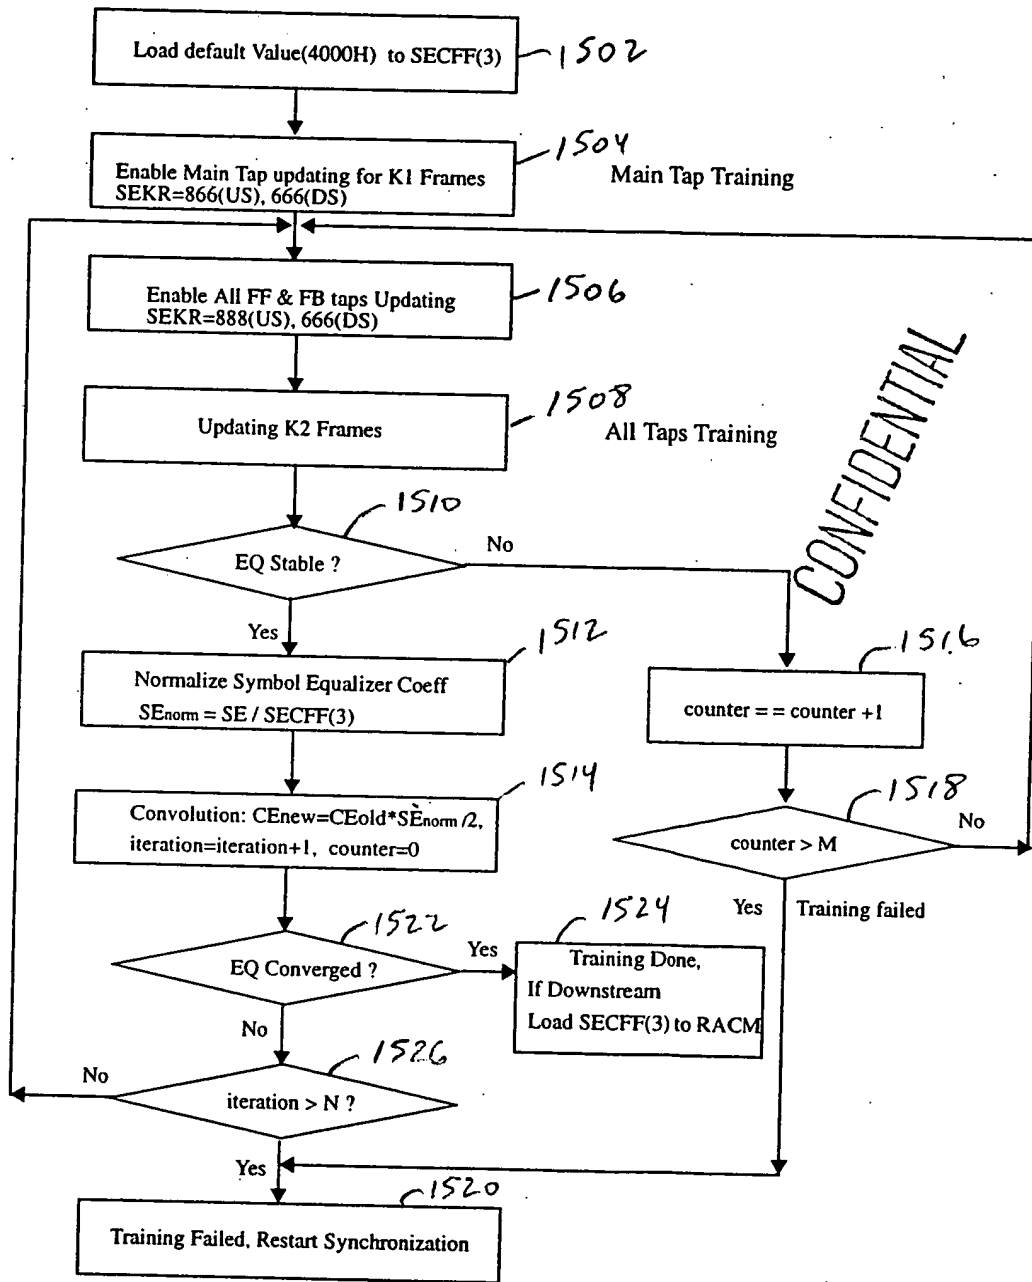 Load default Value(4000H) to SECFF(3)
1502
Enable Main Tap updating for K1 Frames
SEKR=866(US), 666(DS)
1504
Main Tap Training
Enable All FF & FB taps Updating
SEKR=888(US), 666(DS)
1506
Updating K2 Frames
1508
All Taps Training
CONFIDENTIAL
EQ Stable ?
1510
No
Yes
Normalize Symbol Equalizer Coeff
SEnorm = SE / SECFF(3)
1512
counter = = counter +1
1516
Convolution: CEnew=CEold*SÈnorm /2,
iteration=iteration+1, counter=0
1514
counter > M
1518
No
Yes
Training failed
EQ Converged ?
1522
Yes
Training Done,
If Downstream
Load SECFF(3) to RACM
1524
No
iteration > N ?
1526
No
Yes
Training Failed, Restart Synchronization
1520